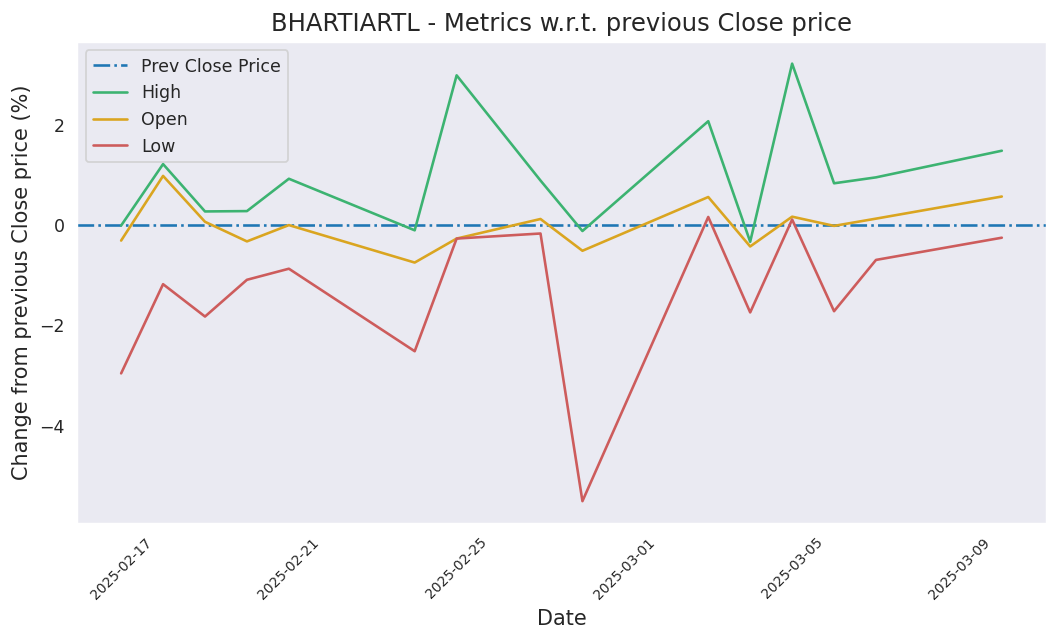 BHARTIARTL - Metrics w.r.t. previous Close price
Prev Close Price
High
Open
Low
Change from previous Close price (%)
2
0
−2
−4
2025-02-17
2025-02-21
2025-02-25
2025-03-01
2025-03-05
2025-03-09
Date